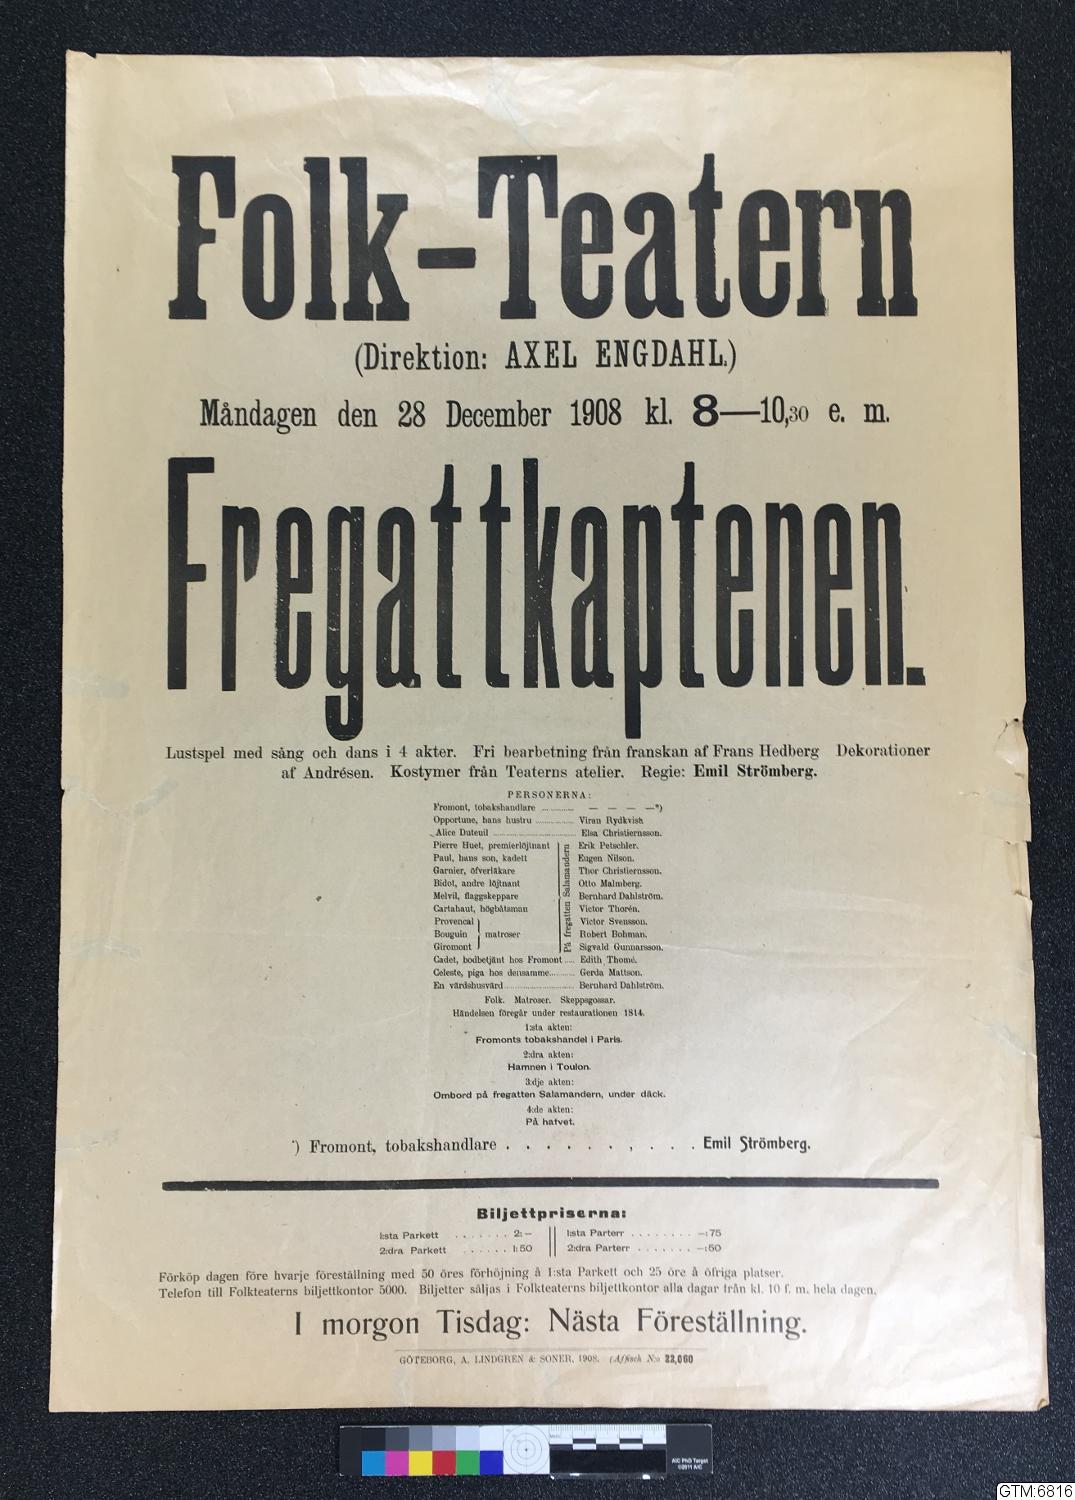 Folk-Teatern
(Direktion: AXEL ENGDAHL.)
Måndagen den 28 December 1908 kl. 8—10,30 e. m.
Fregattkaptenen.
Lustspel med sång och dans i 4 akter. Fri bearbetning från franskan af Frans Hedberg Dekorationer
af Andrésen. Kostymer från Teaterns atelier. Regie: Emil Strömberg.
PERSONERNA:
Fromont, tobakshandlare ............ — — — —*)
Opportune, hans hustru ............ Viran Rydkvist
Alice Duteuil ............ Elsa Christiernsson.
Pierre Huet, premierlöjtnant Erik Petschler.
Paul, hans son, kadett Eugen Nilson.
Garnier, öfverläkare Thor Christiernsson.
Bidot, andre löjtnant Otto Malmberg.
Melvil, flaggskeppare Bernhard Dahlström.
Cartahaut, högbåtsman Victor Thorén.
Provencal Victor Svensson.
Bouguin matroser Robert Bohman.
Giromont Sigvald Gunnarsson.
På fregatten Salamandern
Cadet, bodbetjänt hos Fromont .... Edith Thomé.
Celeste, piga hos densamme.......... Gerda Mattson.
En värdshusvärd............ Bernhard Dahlström.
Folk. Matroser. Skeppsgossar.
Händelsen föregår under restaurationen 1814.
1:sta akten:
Fromonts tobakshandel i Paris.
2:dra akten:
Hamnen i Toulon.
3:dje akten:
Ombord på fregatten Salamandern, under däck.
4:de akten:
På hafvet.
*) Fromont, tobakshandlare . . . . . . , . . . Emil Strömberg.
Biljettpriserna:
1:sta Parkett . . . . . . . 2:— 1:sta Parterr . . . . . . . . —:75
2:dra Parkett . . . . . . 1:50 2:dra Parterr . . . . . . . —:50
Förköp dagen före hvarje föreställning med 50 öres förhöjning å 1:sta Parkett och 25 öre å öfriga platser.
Telefon till Folkteaterns biljettkontor 5000. Biljetter säljas i Folkteaterns biljettkontor alla dagar från kl. 10 f. m. hela dagen.
I morgon Tisdag: Nästa Föreställning.
GÖTEBORG, A. LINDGREN & SÖNER, 1908. (Affisch N:o 22,060
AIC PhD Target
©2011 AIC
GTM:6816